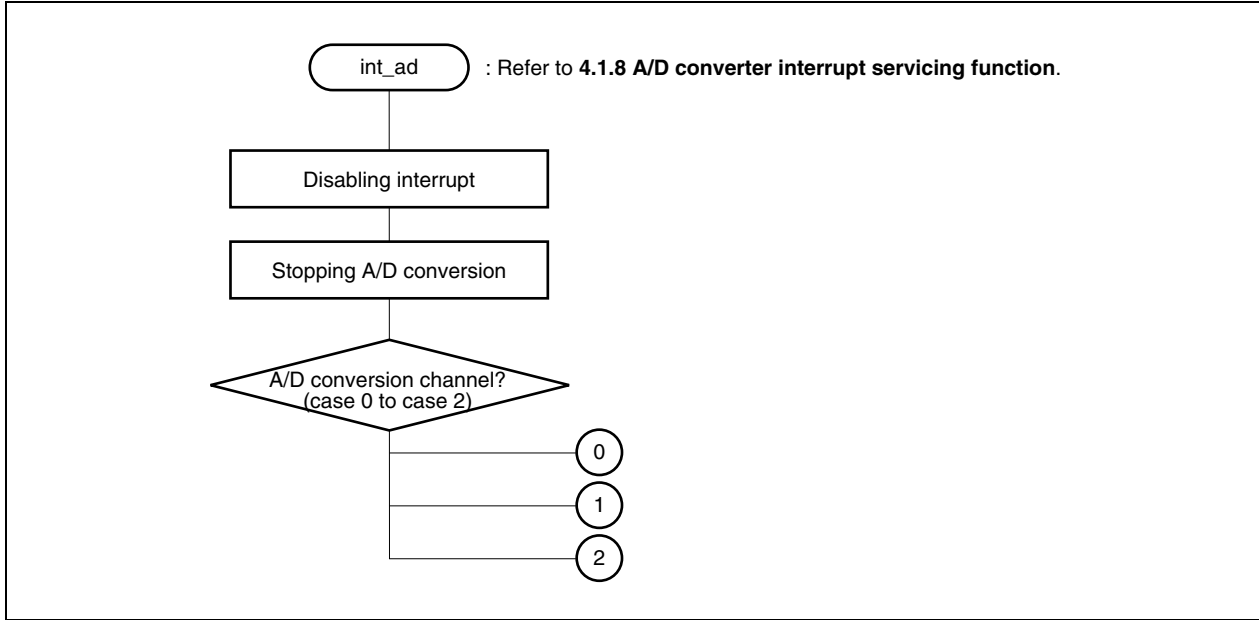 int_ad : Refer to 4.1.8 A/D converter interrupt servicing function.
Disabling interrupt
Stopping A/D conversion
A/D conversion channel?
(case 0 to case 2)
0
1
2